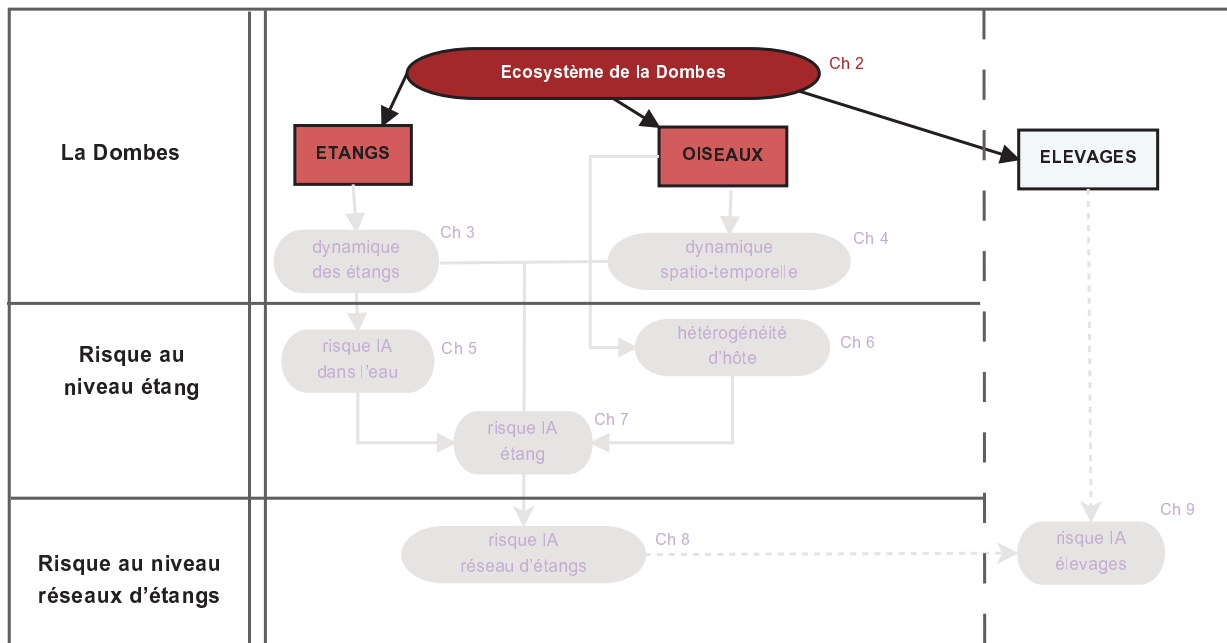 Ecosystème de la Dombes
Ch 2
La Dombes
ETANGS
OISEAUX
ELEVAGES
dynamique
des étangs
Ch 3
dynamique
spatio-temporelle
Ch 4
Risque au
niveau étang
risque IA
dans l'eau
Ch 5
hétérogénéité
d'hôte
Ch 6
risque IA
étang
Ch 7
Risque au niveau
réseaux d'étangs
risque IA
réseau d'étangs
Ch 8
risque IA
élevages
Ch 9